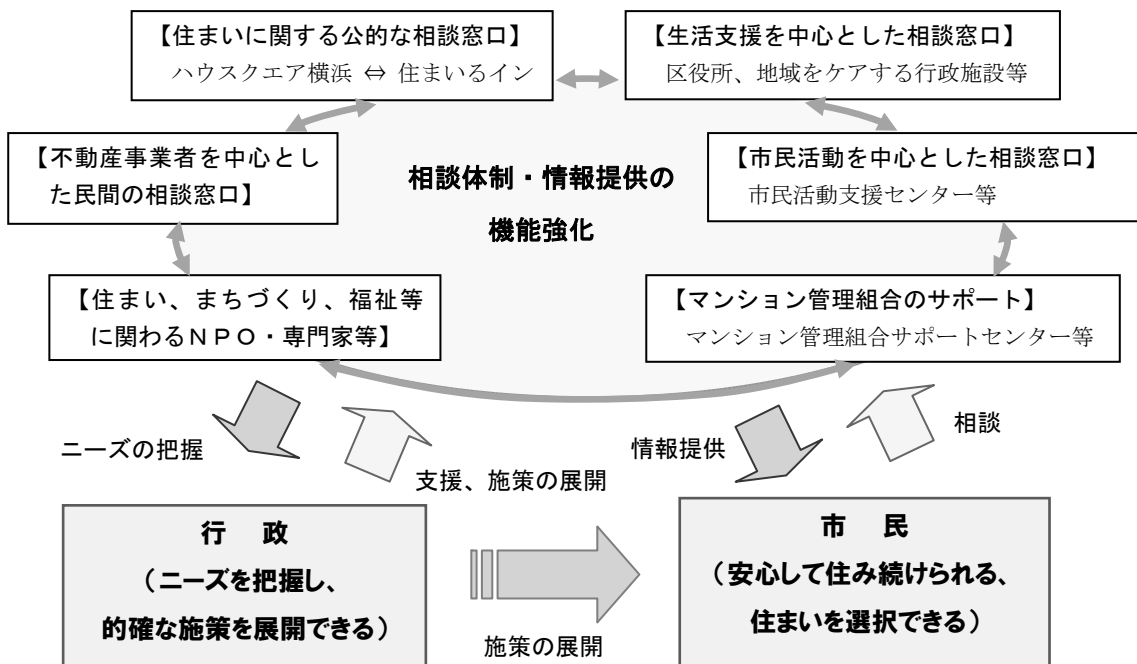 【住まいに関する公的な相談窓口】
ハウスクエア横浜 ⇔ 住まいるイン
【生活支援を中心とした相談窓口】
区役所、地域をケアする行政施設等
【不動産事業者を中心とし
た民間の相談窓口】
相談体制・情報提供の
機能強化
【市民活動を中心とした相談窓口】
市民活動支援センター等
【住まい、まちづくり、福祉等
に関わるNPO・専門家等】
【マンション管理組合のサポート】
マンション管理組合サポートセンター等
ニーズの把握
支援、施策の展開
情報提供
相談
行 政
（ニーズを把握し、
的確な施策を展開できる）
施策の展開
市 民
（安心して住み続けられる、
住まいを選択できる）